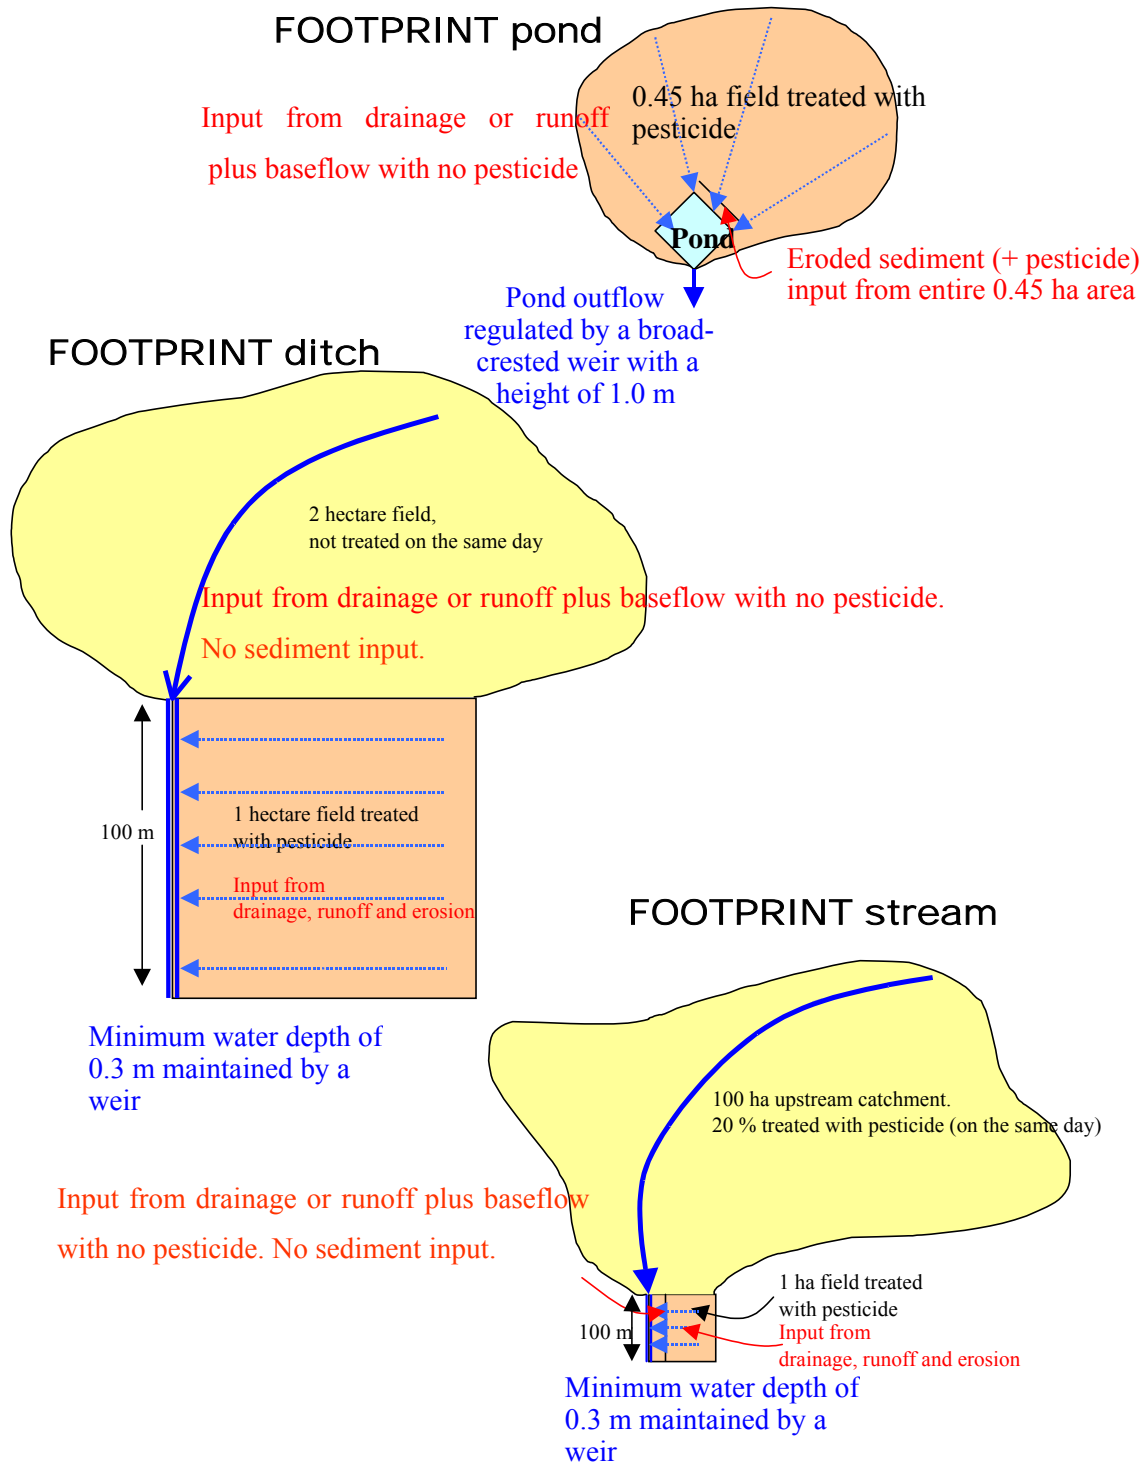 FOOTPRINT pond
0.45 ha field treated with
pesticide
Input from drainage or runoff
plus baseflow with no pesticide
Pond
Eroded sediment (+ pesticide)
input from entire 0.45 ha area
Pond outflow
regulated by a broad-
crested weir with a
height of 1.0 m
FOOTPRINT ditch
2 hectare field,
not treated on the same day
Input from drainage or runoff plus baseflow with no pesticide.
No sediment input.
100 m
1 hectare field treated
with pesticide
Input from
drainage, runoff and erosion
Minimum water depth of
0.3 m maintained by a
weir
FOOTPRINT stream
100 ha upstream catchment.
20 % treated with pesticide (on the same day)
Input from drainage or runoff plus baseflow
with no pesticide. No sediment input.
1 ha field treated
with pesticide
Input from
drainage, runoff and erosion
100 m
Minimum water depth of
0.3 m maintained by a
weir